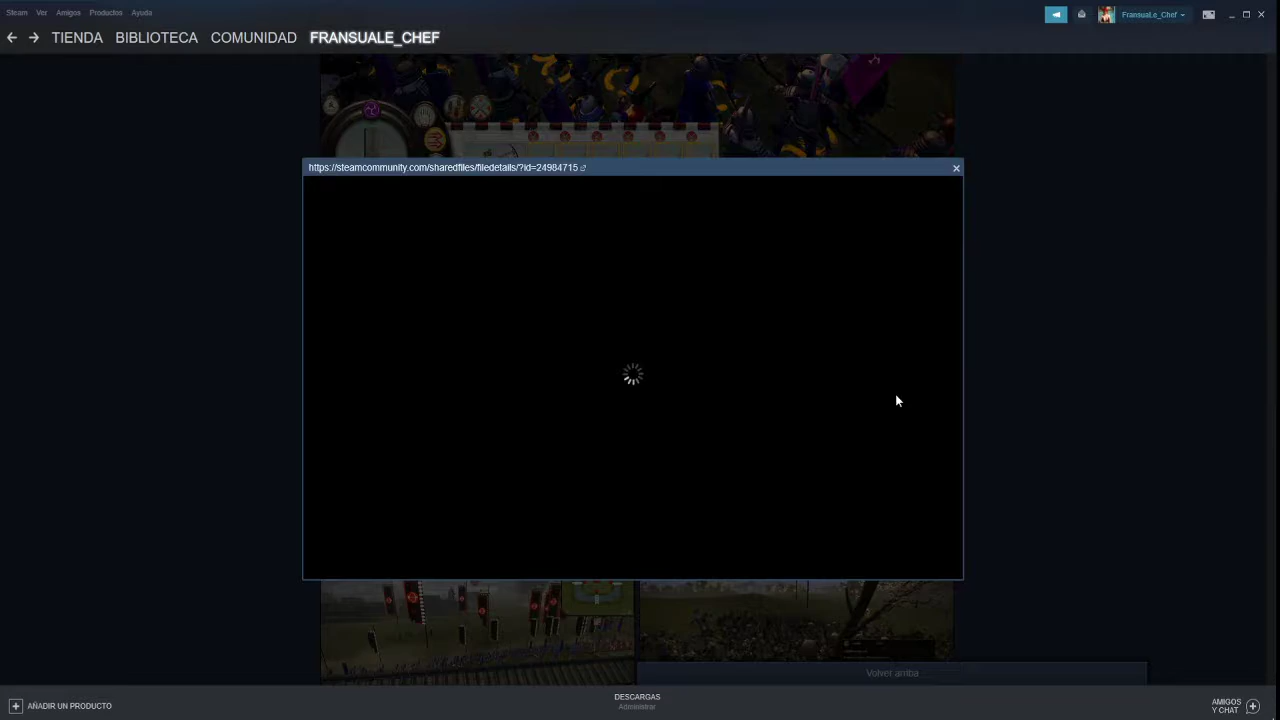 Steam Ver Amigos Productos Ayuda
FransuaLe_Chef
TIENDA BIBLIOTECA COMUNIDAD FRANSUALE_CHEF
https://steamcommunity.com/sharedfiles/filedetails/?id=24984715
Volver arriba
AÑADIR UN PRODUCTO
DESCARGAS
Administrar
AMIGOS
Y CHAT